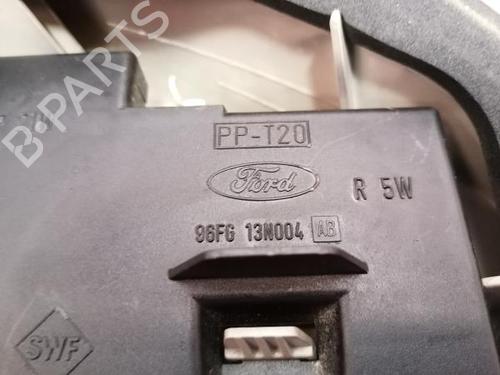 B-PARTS
PP-T20
Ford
R 5W
96FG 13N004 AB
SWF